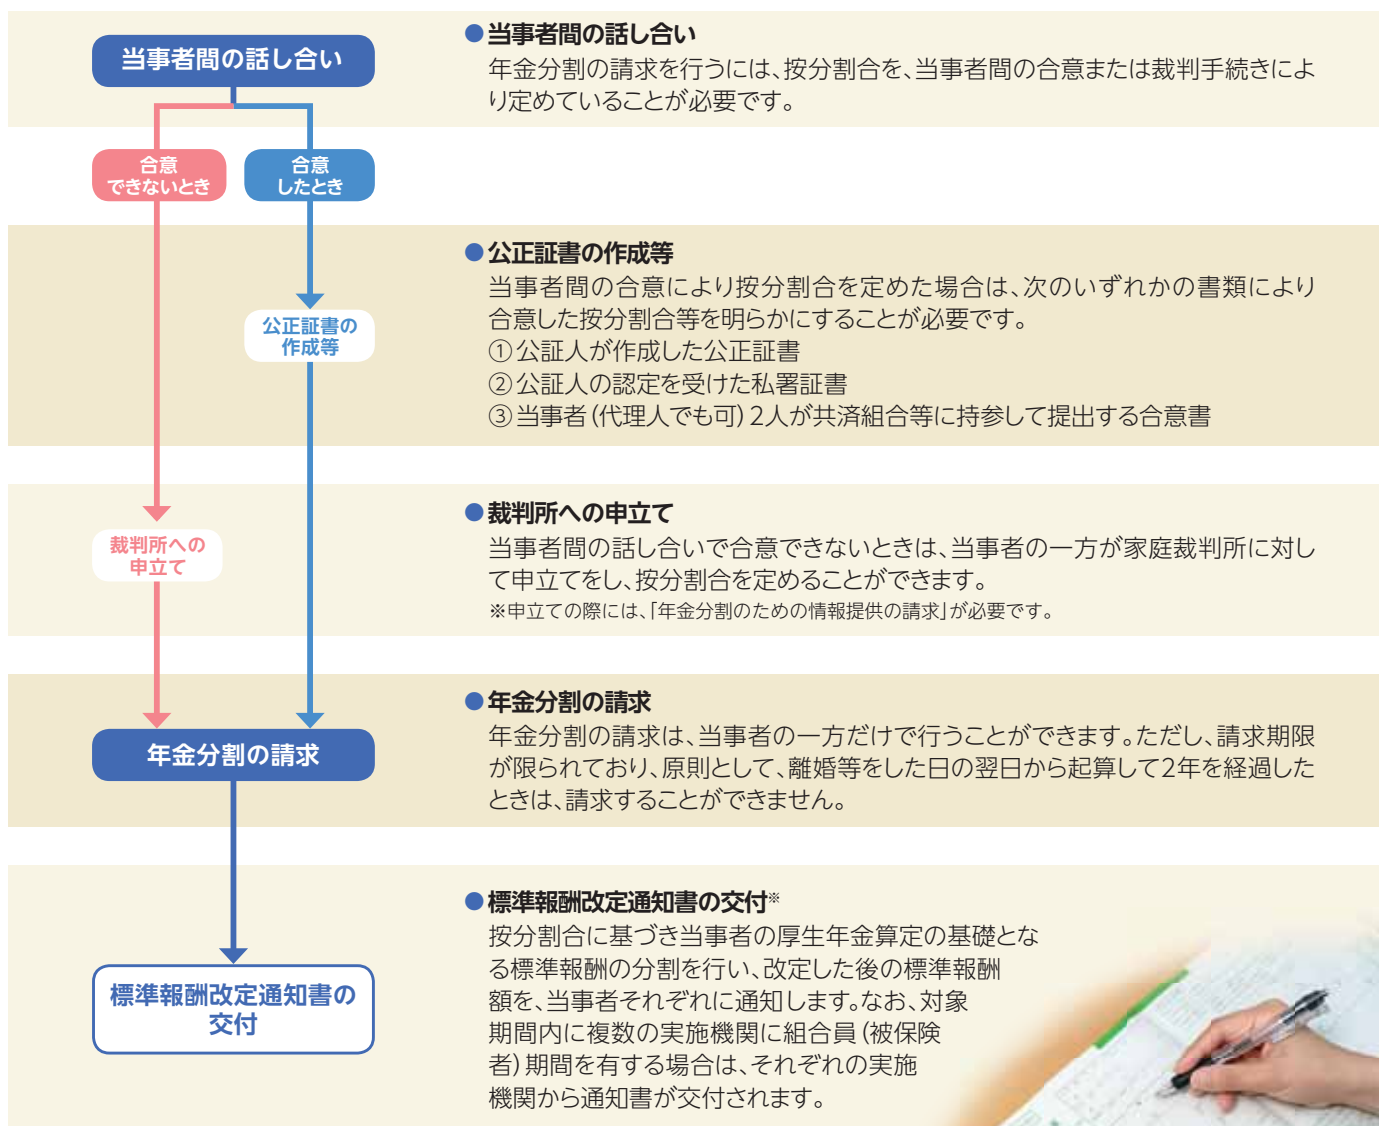 当事者間の話し合い
合意
できないとき
合意
したとき
公正証書の
作成等
裁判所への
申立て
年金分割の請求
標準報酬改定通知書の
交付
●当事者間の話し合い
年金分割の請求を行うには、按分割合を、当事者間の合意または裁判手続きによ
り定めていることが必要です。
●公正証書の作成等
当事者間の合意により按分割合を定めた場合は、次のいずれかの書類により
合意した按分割合等を明らかにすることが必要です。
①公証人が作成した公正証書
②公証人の認定を受けた私署証書
③当事者(代理人でも可)2人が共済組合等に持参して提出する合意書
●裁判所への申立て
当事者間の話し合いで合意できないときは、当事者の一方が家庭裁判所に対し
て申立てをし、按分割合を定めることができます。
※申立ての際には、「年金分割のための情報提供の請求」が必要です。
●年金分割の請求
年金分割の請求は、当事者の一方だけで行うことができます。ただし、請求期限
が限られており、原則として、離婚等をした日の翌日から起算して2年を経過した
ときは、請求することができません。
●標準報酬改定通知書の交付※
按分割合に基づき当事者の厚生年金算定の基礎とな
る標準報酬の分割を行い、改定した後の標準報酬
額を、当事者それぞれに通知します。なお、対象
期間内に複数の実施機関に組合員(被保険
者)期間を有する場合は、それぞれの実施
機関から通知書が交付されます。